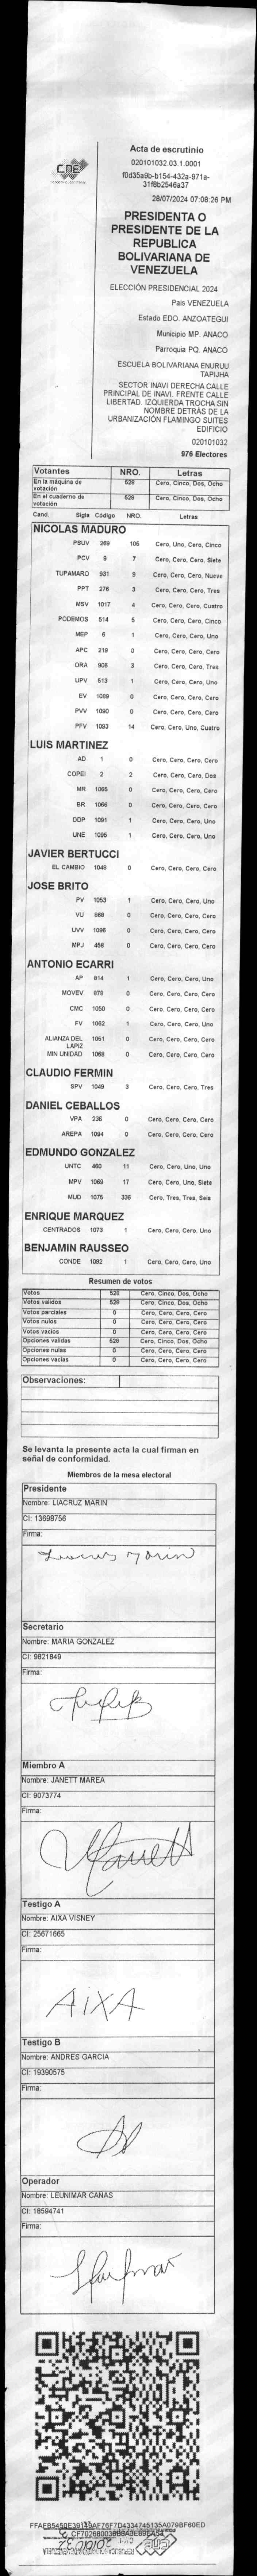 CNE
Acta de escrutinio
020101032.03.1.0001
f0d35a9b-b154-432a-971a-
31f8b2546a37
28/07/2024 07:08:26 PM
PRESIDENTA O
PRESIDENTE DE LA
REPUBLICA
BOLIVARIANA DE
VENEZUELA
ELECCIÓN PRESIDENCIAL 2024
Pais VENEZUELA
Estado EDO. ANZOATEGUI
Municipio MP. ANACO
Parroquia PQ. ANACO
ESCUELA BOLIVARIANA ENURUU
TAPIJHA
SECTOR INAVI DERECHA CALLE
PRINCIPAL DE INAVI. FRENTE CALLE
LIBERTAD. IZQUIERDA TROCHA SIN
NOMBRE DETRÁS DE LA
URBANIZACIÓN FLAMINGO SUITES
EDIFICIO
020101032
976 Electores
Votantes NRO. Letras
En la máquina de votación 528 Cero, Cinco, Dos, Ocho
En el cuaderno de votación 528 Cero, Cinco, Dos, Ocho
Cand. Sigla Código NRO. Letras
NICOLAS MADURO
PSUV 269 105 Cero, Uno, Cero, Cinco
PCV 9 7 Cero, Cero, Cero, Siete
TUPAMARO 931 9 Cero, Cero, Cero, Nueve
PPT 276 3 Cero, Cero, Cero, Tres
MSV 1017 4 Cero, Cero, Cero, Cuatro
PODEMOS 514 5 Cero, Cero, Cero, Cinco
MEP 6 1 Cero, Cero, Cero, Uno
APC 219 0 Cero, Cero, Cero, Cero
ORA 906 3 Cero, Cero, Cero, Tres
UPV 513 1 Cero, Cero, Cero, Uno
EV 1089 0 Cero, Cero, Cero, Cero
PVV 1090 0 Cero, Cero, Cero, Cero
PFV 1093 14 Cero, Cero, Uno, Cuatro
LUIS MARTINEZ
AD 1 0 Cero, Cero, Cero, Cero
COPEI 2 2 Cero, Cero, Cero, Dos
MR 1065 0 Cero, Cero, Cero, Cero
BR 1066 0 Cero, Cero, Cero, Cero
DDP 1091 1 Cero, Cero, Cero, Uno
UNE 1095 1 Cero, Cero, Cero, Uno
JAVIER BERTUCCI
EL CAMBIO 1048 0 Cero, Cero, Cero, Cero
JOSE BRITO
PV 1053 1 Cero, Cero, Cero, Uno
VU 868 0 Cero, Cero, Cero, Cero
UVV 1096 0 Cero, Cero, Cero, Cero
MPJ 458 0 Cero, Cero, Cero, Cero
ANTONIO ECARRI
AP 814 1 Cero, Cero, Cero, Uno
MOVEV 878 0 Cero, Cero, Cero, Cero
CMC 1050 0 Cero, Cero, Cero, Cero
FV 1062 1 Cero, Cero, Cero, Uno
ALIANZA DEL LAPIZ 1051 0 Cero, Cero, Cero, Cero
MIN UNIDAD 1068 0 Cero, Cero, Cero, Cero
CLAUDIO FERMIN
SPV 1049 3 Cero, Cero, Cero, Tres
DANIEL CEBALLOS
VPA 236 0 Cero, Cero, Cero, Cero
AREPA 1094 0 Cero, Cero, Cero, Cero
EDMUNDO GONZALEZ
UNTC 460 11 Cero, Cero, Uno, Uno
MPV 1069 17 Cero, Cero, Uno, Siete
MUD 1075 336 Cero, Tres, Tres, Seis
ENRIQUE MARQUEZ
CENTRADOS 1073 1 Cero, Cero, Cero, Uno
BENJAMIN RAUSSEO
CONDE 1092 1 Cero, Cero, Cero, Uno
Resumen de votos
Votos 528 Cero, Cinco, Dos, Ocho
Votos validos 528 Cero, Cinco, Dos, Ocho
Votos parciales 0 Cero, Cero, Cero, Cero
Votos nulos 0 Cero, Cero, Cero, Cero
Votos vacios 0 Cero, Cero, Cero, Cero
Opciones validas 528 Cero, Cinco, Dos, Ocho
Opciones nulas 0 Cero, Cero, Cero, Cero
Opciones vacias 0 Cero, Cero, Cero, Cero
Observaciones:
Se levanta la presente acta la cual firman en
señal de conformidad.
Miembros de la mesa electoral
Presidente
Nombre: LIACRUZ MARIN
CI: 13698756
Firma:
Secretario
Nombre: MARIA GONZALEZ
CI: 9821849
Firma:
Miembro A
Nombre: JANETT MAREA
CI: 9073774
Firma:
Testigo A
Nombre: AIXA VISNEY
CI: 25671665
Firma:
AiXA
Testigo B
Nombre: ANDRES GARCIA
CI: 19390575
Firma:
Operador
Nombre: LEUNIMAR CAÑAS
CI: 18594741
Firma: